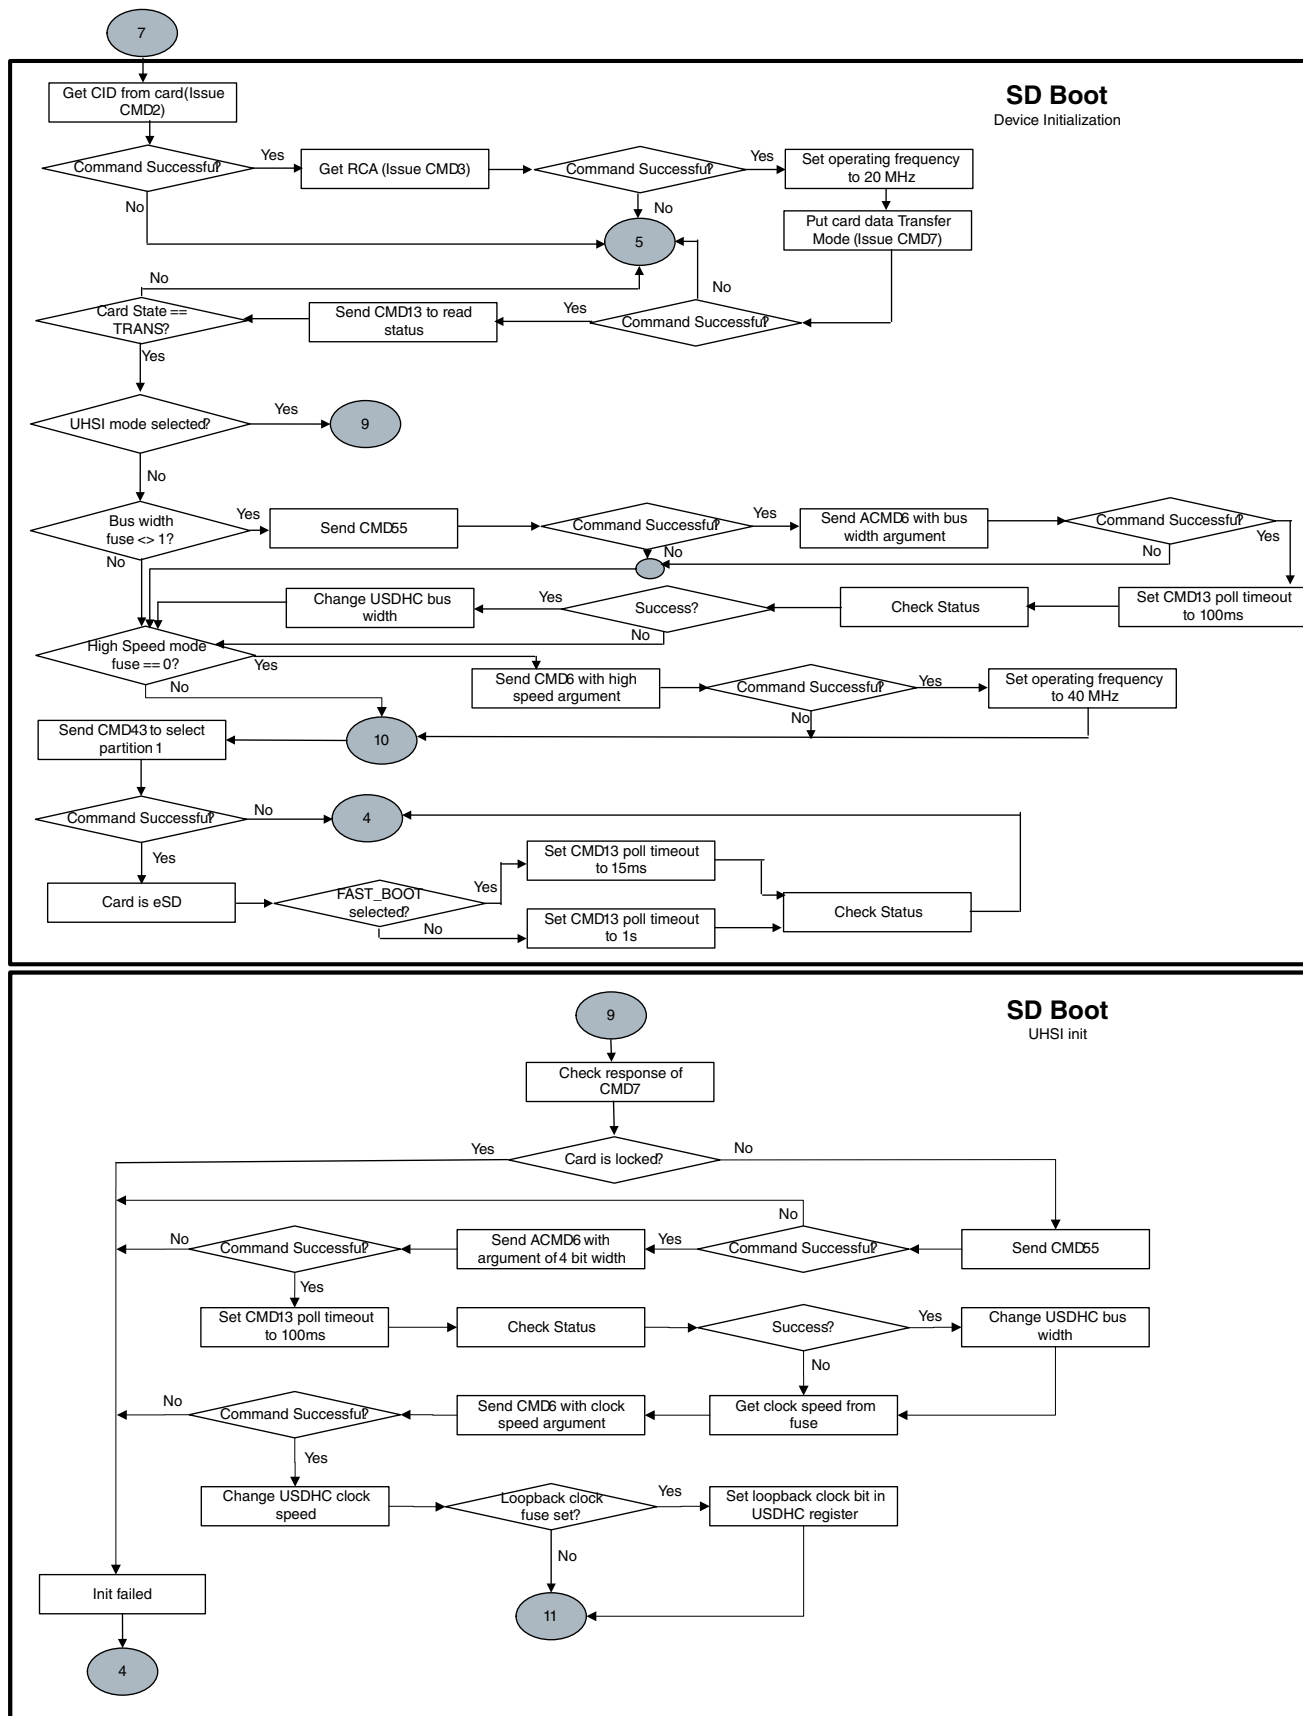 7
SD Boot
Device Initialization
Get CID from card(Issue
CMD2)
Command Successful?
Yes
Get RCA (Issue CMD3)
Command Successful?
Yes
Set operating frequency
to 20 MHz
No
No
5
Put card data Transfer
Mode (Issue CMD7)
No
No
Card State ==
TRANS?
Send CMD13 to read
status
Yes
Command Successful?
Yes
UHSI mode selected?
Yes
9
No
Bus width
fuse <> 1?
Yes
Send CMD55
Command Successful?
Yes
Send ACMD6 with bus
width argument
Command Successful?
Yes
No
No
No
Change USDHC bus
width
Yes
Success?
Check Status
Set CMD13 poll timeout
to 100ms
No
High Speed mode
fuse == 0?
Yes
Send CMD6 with high
speed argument
Command Successful?
Yes
Set operating frequency
to 40 MHz
No
No
Send CMD43 to select
partition 1
10
Command Successful?
No
4
Yes
Set CMD13 poll timeout
to 15ms
Card is eSD
FAST_BOOT
selected?
Yes
Check Status
No
Set CMD13 poll timeout
to 1s
9
SD Boot
UHSI init
Check response of
CMD7
Yes
Card is locked?
No
No
No
Command Successful?
Send ACMD6 with
argument of 4 bit width
Yes
Command Successful?
Send CMD55
Yes
Set CMD13 poll timeout
to 100ms
Check Status
Success?
Yes
Change USDHC bus
width
No
No
Command Successful?
Send CMD6 with clock
speed argument
Get clock speed from
fuse
Yes
Change USDHC clock
speed
Loopback clock
fuse set?
Yes
Set loopback clock bit in
USDHC register
No
Init failed
11
4